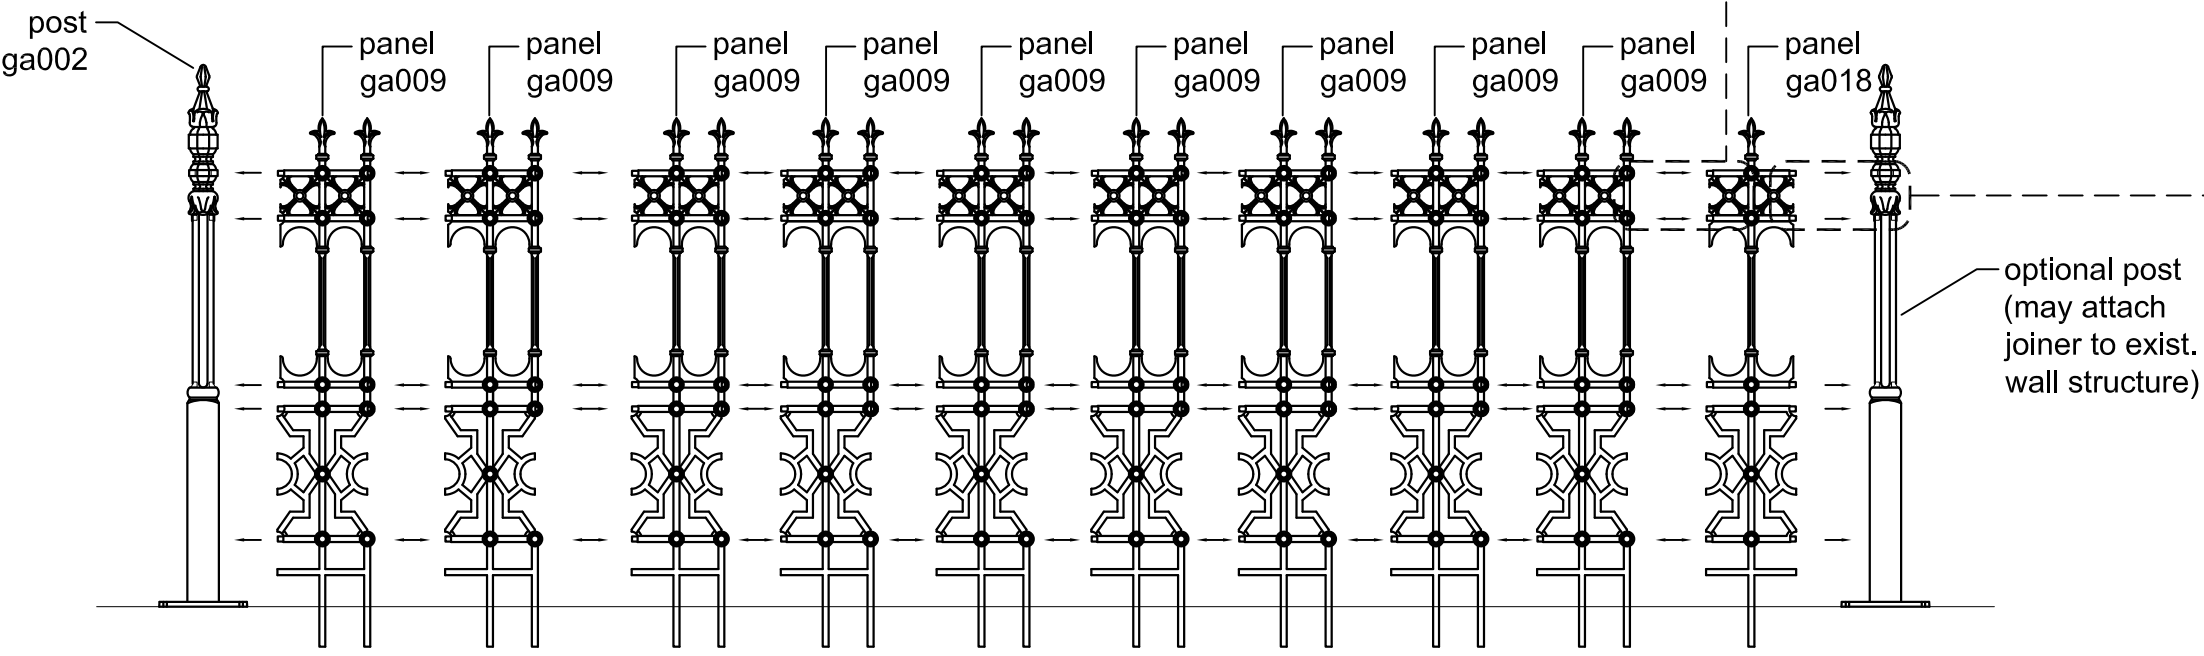 post
ga002
panel
ga009
panel
ga009
panel
ga009
panel
ga009
panel
ga009
panel
ga009
panel
ga009
panel
ga009
panel
ga009
panel
ga018
optional post
(may attach
joiner to exist.
wall structure)